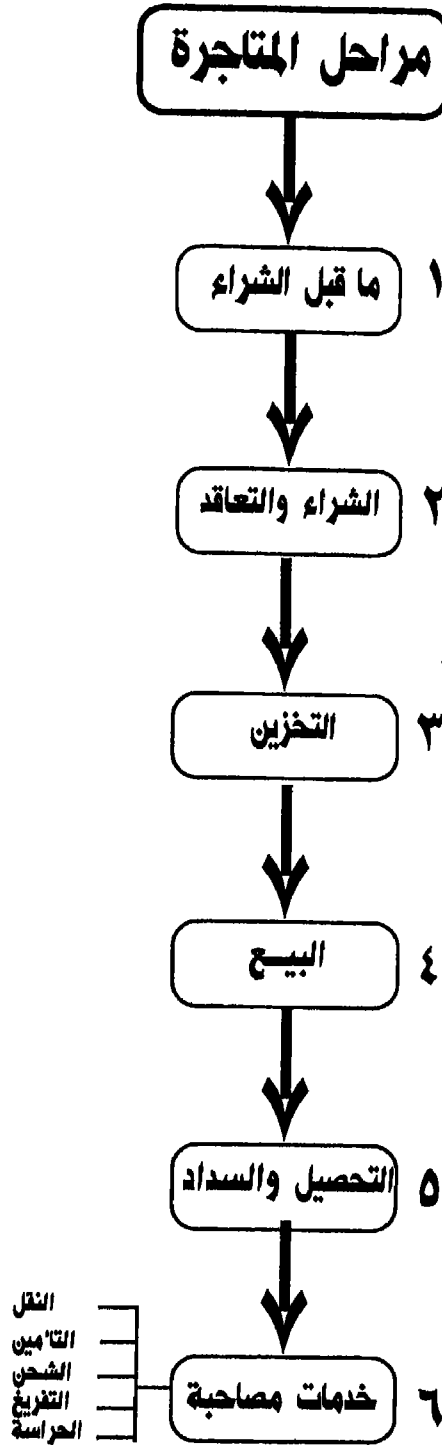 مراحل المتاجرة
١ ما قبل الشراء
٢ الشراء والتعاقد
٣ التخزين
٤ البيـــع
٥ التحصيل والسداد
٦ خدمات مصاحبة
النقل
التأمين
الشحن
التفريغ
الحراسة